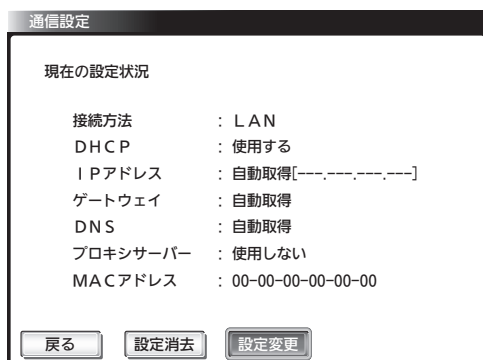 通信設定
現在の設定状況
接続方法 : ＬＡＮ
ＤＨＣＰ : 使用する
ＩＰアドレス : 自動取得[---.---.---.---]
ゲートウェイ : 自動取得
ＤＮＳ : 自動取得
プロキシサーバー : 使用しない
ＭＡＣアドレス : 00-00-00-00-00-00
戻る 設定消去 設定変更